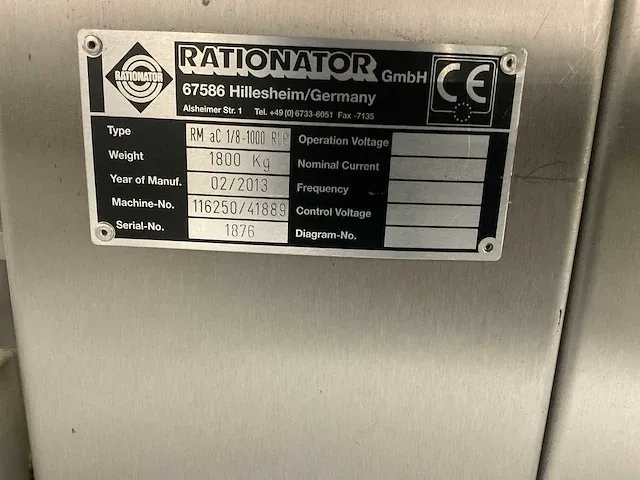 RATIONATOR
RATIONATOR GmbH
67586 Hillesheim/Germany
Alsheimer Str. 1 Tel. +49 (0) 6733-6051 Fax -7135
CE
Type RM aC 1/8-1000
Weight 1800 Kg
Year of Manuf. 02/2013
Machine-No. 116250/41889
Serial-No. 1876
Operation Voltage
Nominal Current
Frequency
Control Voltage
Diagram-No.